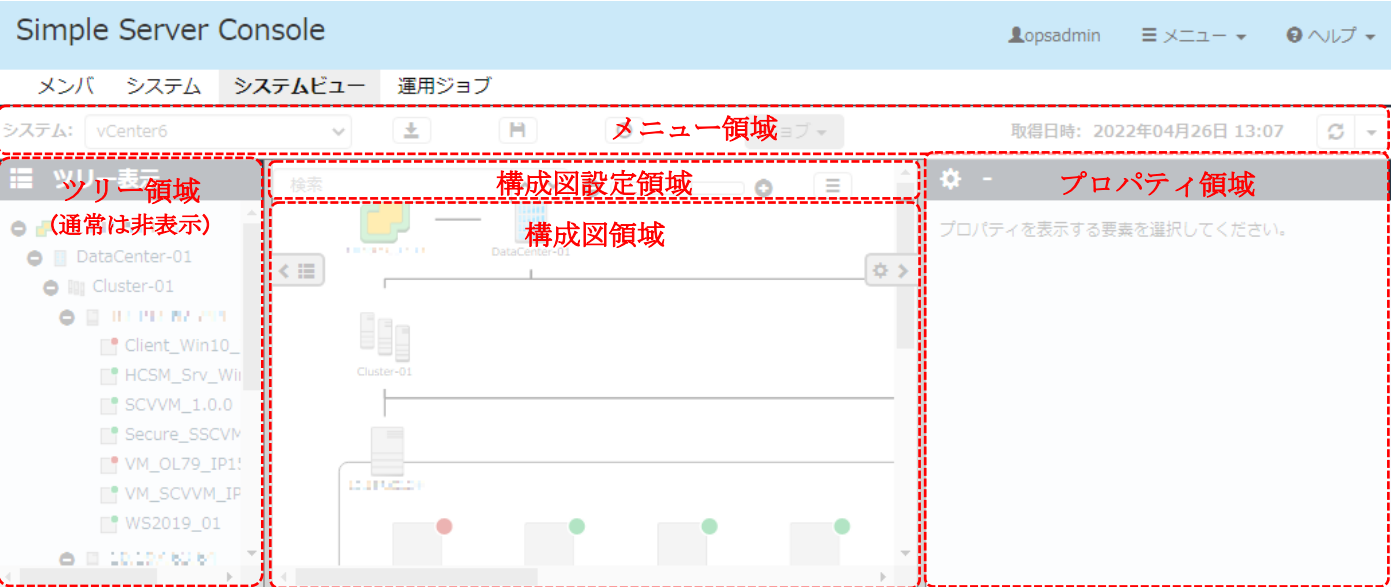 Simple Server Console
opsadmin メニュー ヘルプ
メンバ システム システムビュー 運用ジョブ
システム: vCenter6 メニュー領域 ョブ 取得日時: 2022年04月26日 13:07
ツリー表示
ツリー領域
(通常は非表示)
DataCenter-01
Cluster-01
Client_Win10_
HCSM_Srv_Wi
SCVVM_1.0.0
Secure_SSCVM
VM_OL79_IP15
VM_SCVVM_IP
WS2019_01
検索 構成図設定領域
構成図領域
DataCenter-01
Cluster-01
-
プロパティ領域
プロパティを表示する要素を選択してください。